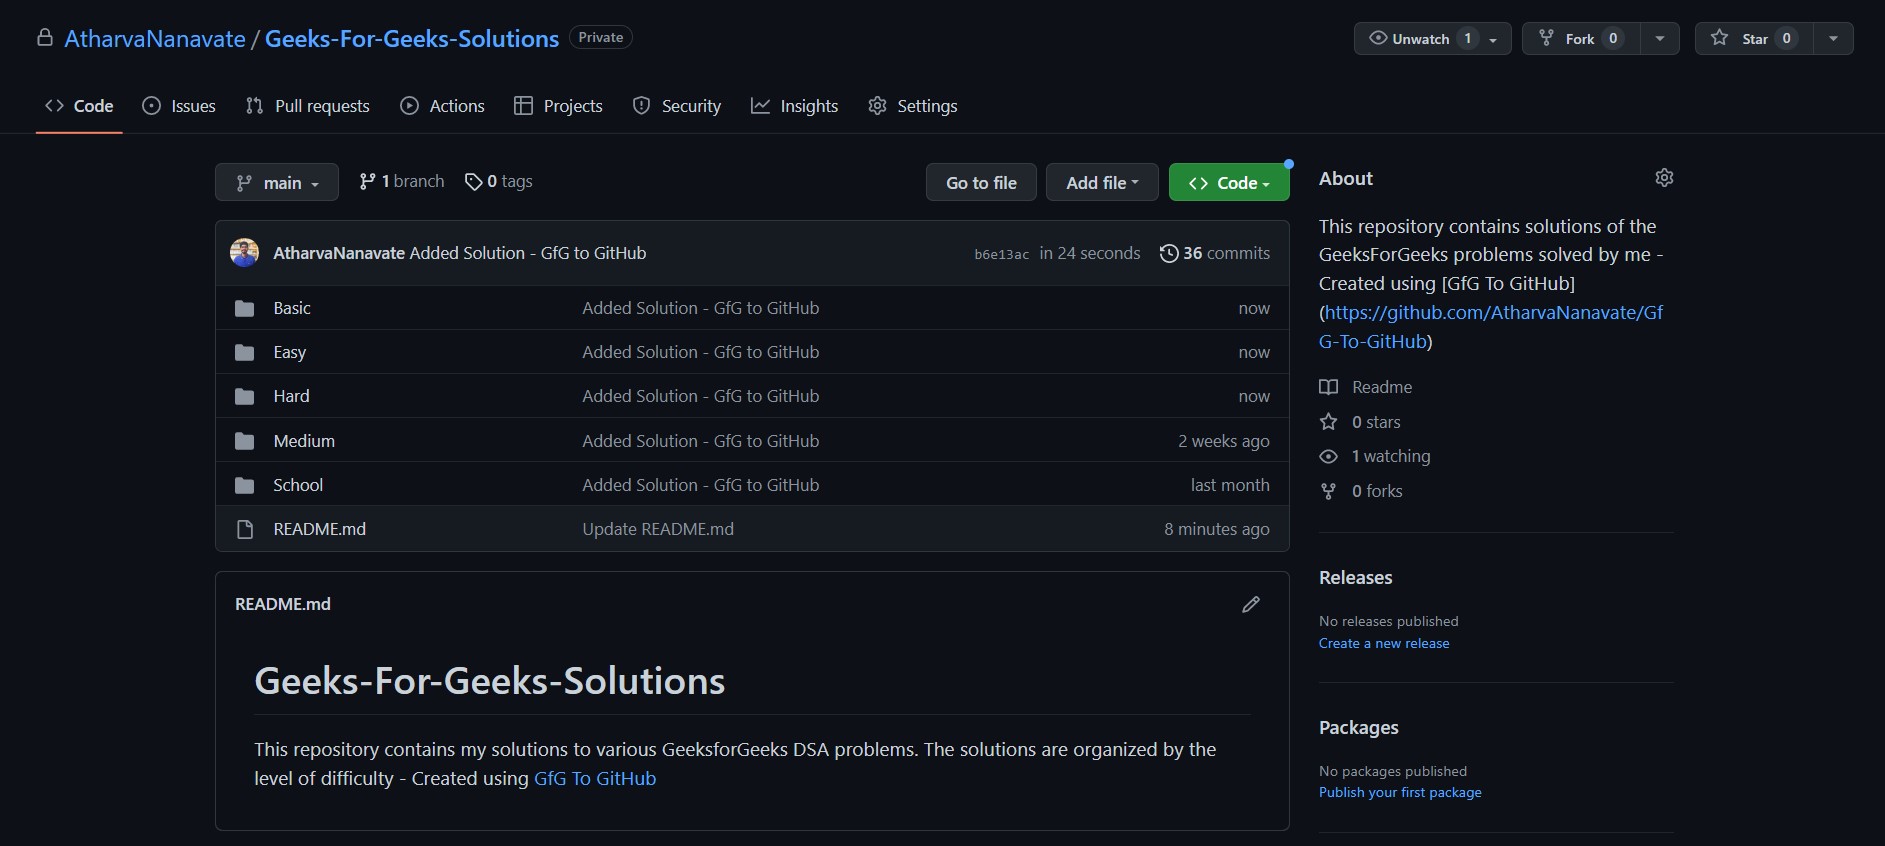 AtharvaNanavate / Geeks-For-Geeks-Solutions Private
Unwatch 1 Fork 0 Star 0
Code Issues Pull requests Actions Projects Security Insights Settings
main 1 branch 0 tags Go to file Add file Code
AtharvaNanavate Added Solution - GfG to GitHub b6e13ac in 24 seconds 36 commits
Basic Added Solution - GfG to GitHub now
Easy Added Solution - GfG to GitHub now
Hard Added Solution - GfG to GitHub now
Medium Added Solution - GfG to GitHub 2 weeks ago
School Added Solution - GfG to GitHub last month
README.md Update README.md 8 minutes ago
README.md
Geeks-For-Geeks-Solutions
This repository contains my solutions to various GeeksforGeeks DSA problems. The solutions are organized by the
level of difficulty - Created using GfG To GitHub
About
This repository contains solutions of the
GeeksForGeeks problems solved by me -
Created using [GfG To GitHub]
(https://github.com/AtharvaNanavate/Gf
G-To-GitHub)
Readme
0 stars
1 watching
0 forks
Releases
No releases published
Create a new release
Packages
No packages published
Publish your first package